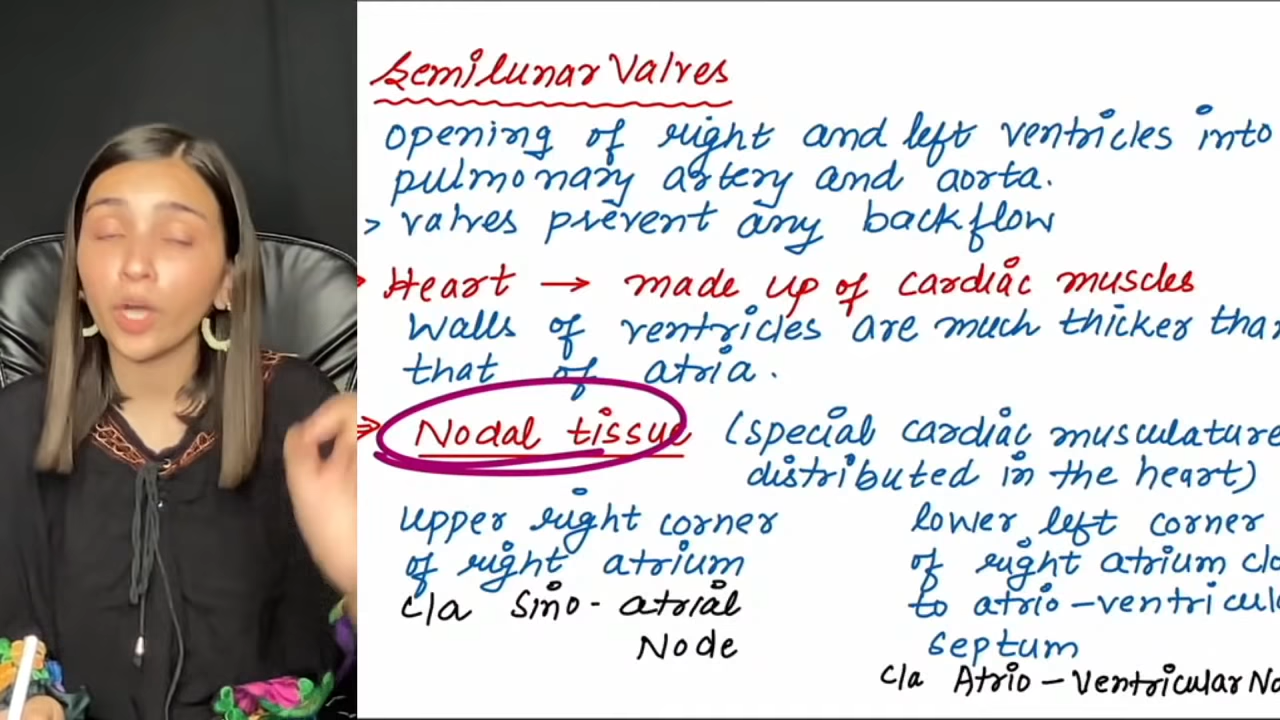 Semilunar Valves
opening of right and left ventricles into
pulmonary artery and aorta.
> valves prevent any backflow
→ Heart → made up of cardiac muscles
Walls of ventricles are much thicker than
that of atria.
⇒ Nodal tissue (special cardiac musculature
distributed in the heart)
upper right corner
of right atrium
c/a Sino-atrial
Node
lower left corner
of right atrium clo
to atrio-ventricula
septum
c/a Atrio-Ventricular No